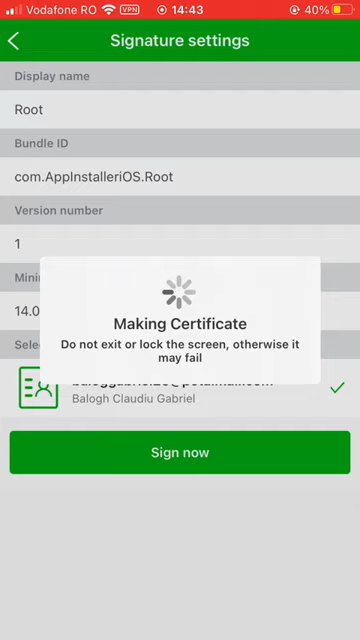 Vodafone RO VPN 14:43 40%
Signature settings
Display name
Root
Bundle ID
com.AppInstalleriOS.Root
Version number
1
14.0
Making Certificate
Do not exit or lock the screen, otherwise it
may fail
Balogh Claudiu Gabriel
Sign now